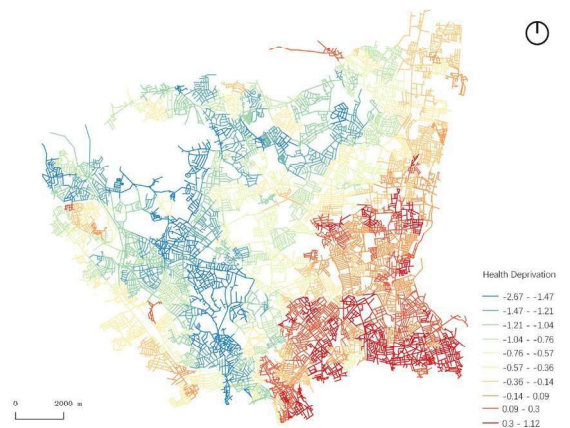 Health Deprivation
-2.67 - -1.47
-1.47 - -1.21
-1.21 - -1.04
-1.04 - -0.76
-0.76 - -0.57
-0.57 - -0.36
-0.36 - -0.14
-0.14 - 0.09
0.09 - 0.3
0.3 - 1.12
0 2000 m